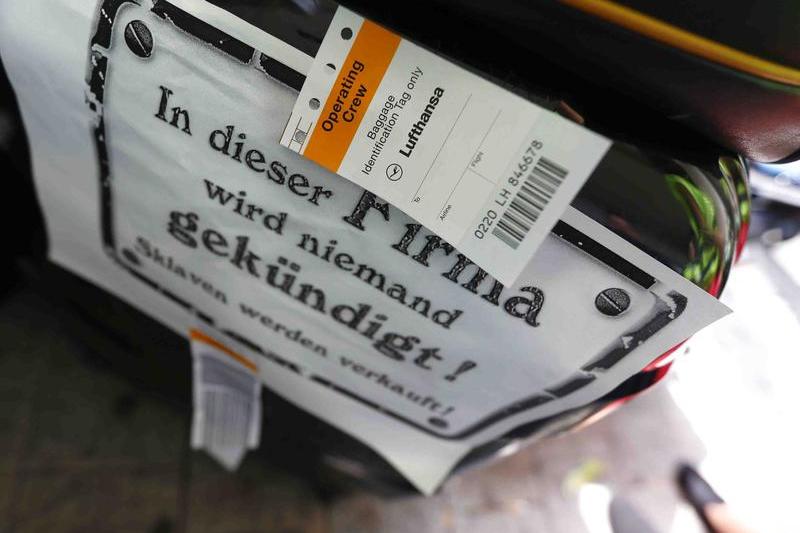 Operating
Crew
Baggage
Identification Tag only
Lufthansa
To
Airline
Flight
0220 LH 846678
In dieser Firma
wird niemand
gekündigt!
Sklaven werden verkauft!